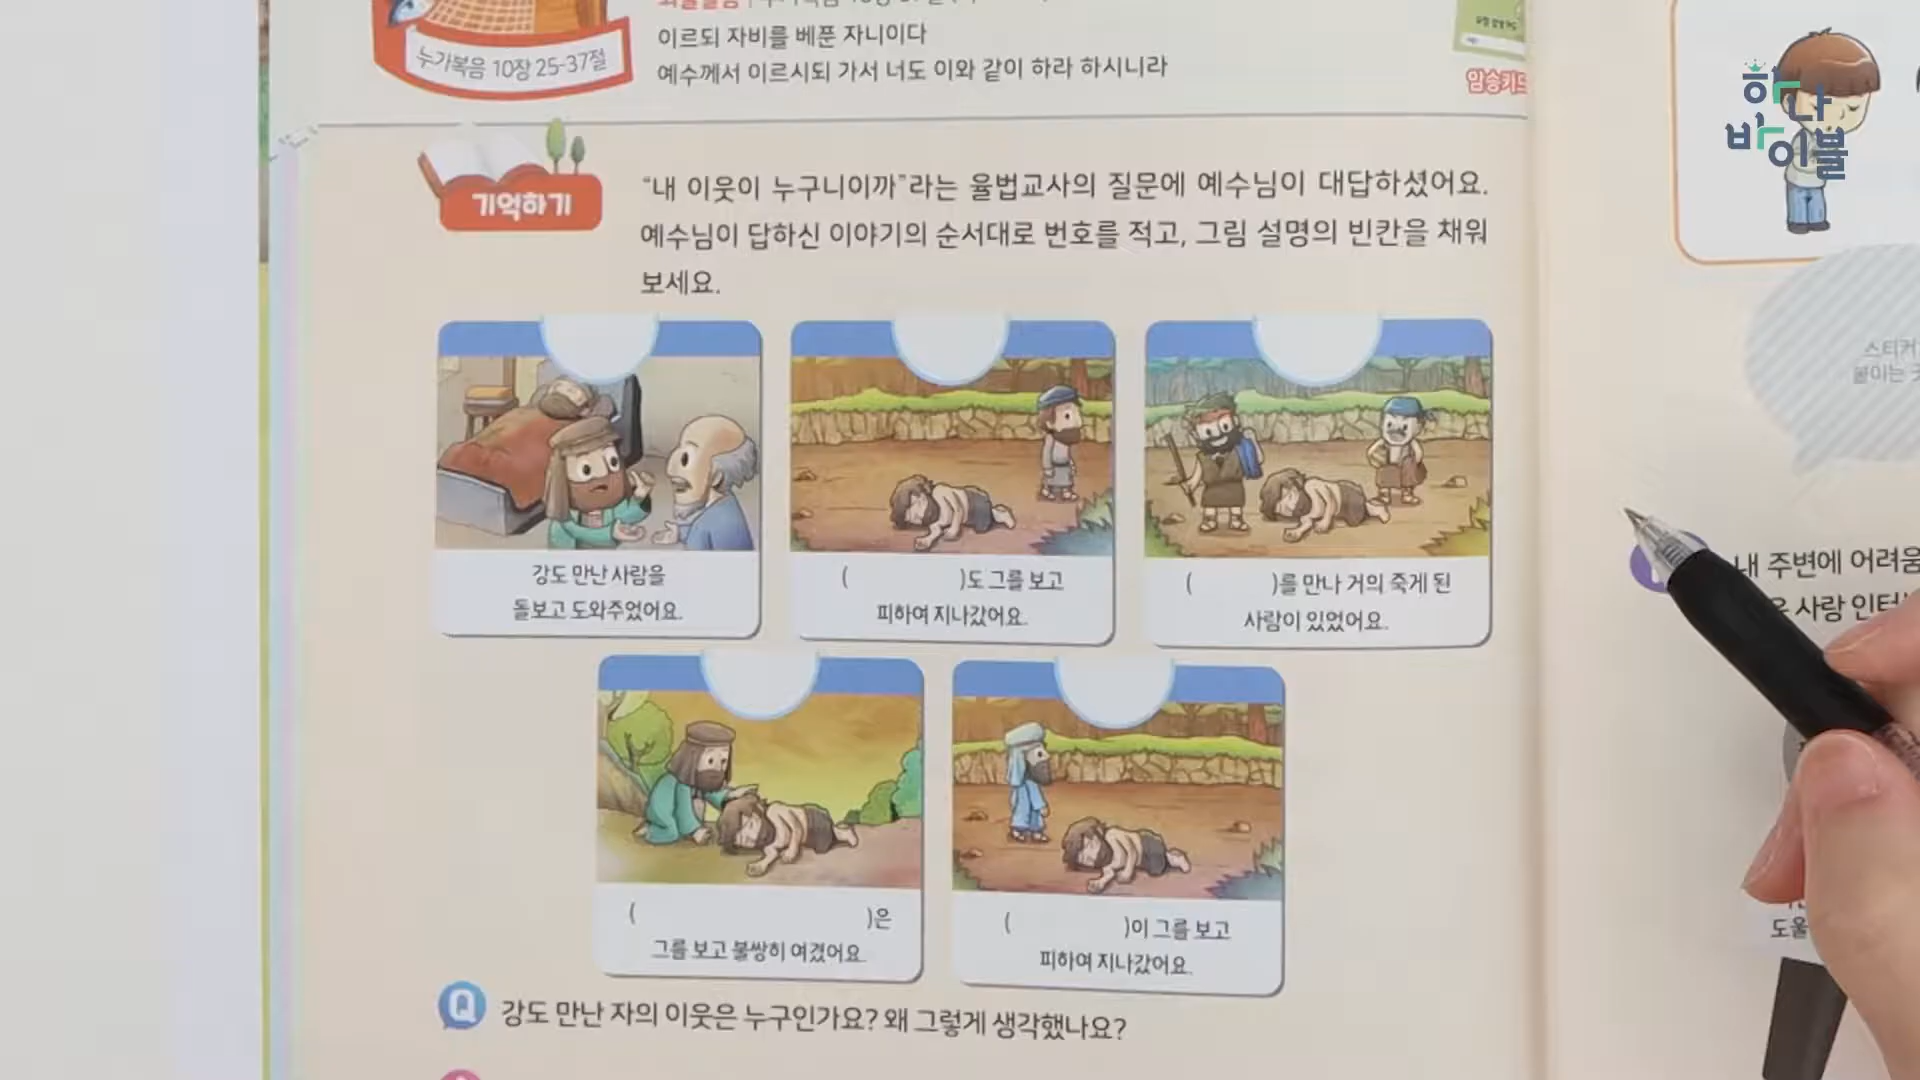 누가복음 10장 25-37절
이르되 자비를 베푼 자니이다
예수께서 이르시되 가서 너도 이와 같이 하라 하시니라
암송카드
하나
바이블
기억하기
“내 이웃이 누구니이까”라는 율법교사의 질문에 예수님이 대답하셨어요.
예수님이 답하신 이야기의 순서대로 번호를 적고, 그림 설명의 빈칸을 채워
보세요.
강도 만난 사람을
돌보고 도와주었어요.
( )도 그를 보고
피하여 지나갔어요.
( )를 만나 거의 죽게 된
사람이 있었어요.
( )은
그를 보고 불쌍히 여겼어요.
( )이 그를 보고
피하여 지나갔어요.
Q 강도 만난 자의 이웃은 누구인가요? 왜 그렇게 생각했나요?
스티커
붙이는
내 주변에 어려움
사랑